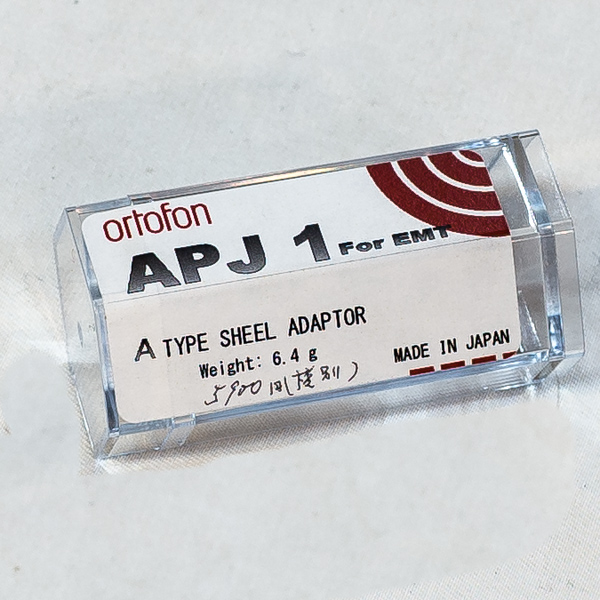 ortofon
APJ 1 For EMT
A TYPE SHEEL ADAPTOR
Weight: 6.4 g
MADE IN JAPAN
5900円(税別)